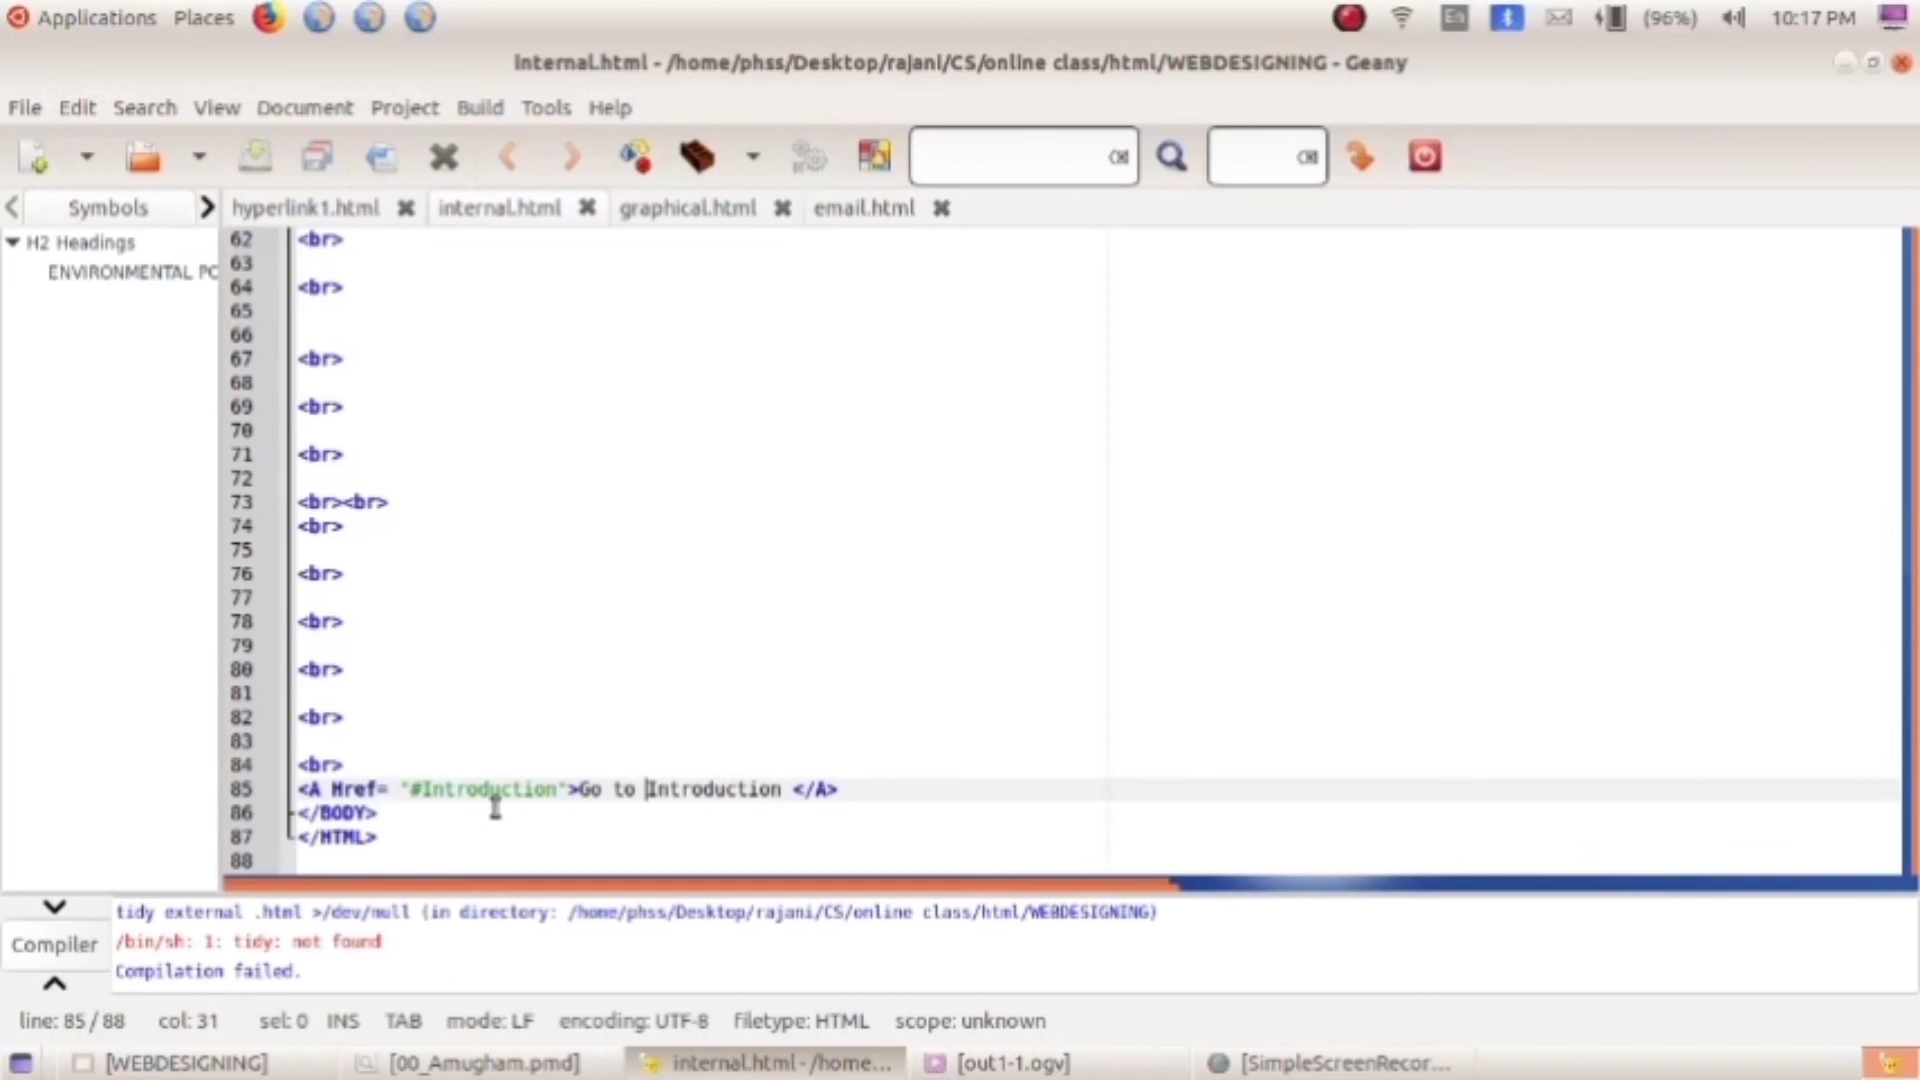 Applications Places En (96%) 10:17 PM
internal.html - /home/phss/Desktop/rajani/CS/online class/html/WEBDESIGNING - Geany
File Edit Search View Document Project Build Tools Help
Symbols hyperlink1.html internal.html graphical.html email.html
H2 Headings
ENVIRONMENTAL PO
62 <br>
63
64 <br>
65
66
67 <br>
68
69 <br>
70
71 <br>
72
73 <br><br>
74 <br>
75
76 <br>
77
78 <br>
79
80 <br>
81
82 <br>
83
84 <br>
85 <A Href= "#Introduction">Go to Introduction </A>
86 </BODY>
87 </HTML>
88
tidy external .html >/dev/null (in directory: /home/phss/Desktop/rajani/CS/online class/html/WEBDESIGNING)
Compiler /bin/sh: 1: tidy: not found
Compilation failed.
line: 85 / 88 col: 31 sel: 0 INS TAB mode: LF encoding: UTF-8 filetype: HTML scope: unknown
[WEBDESIGNING] [00_Amugham.pmd] internal.html - /home... [out1-1.ogv] [SimpleScreenRecor...